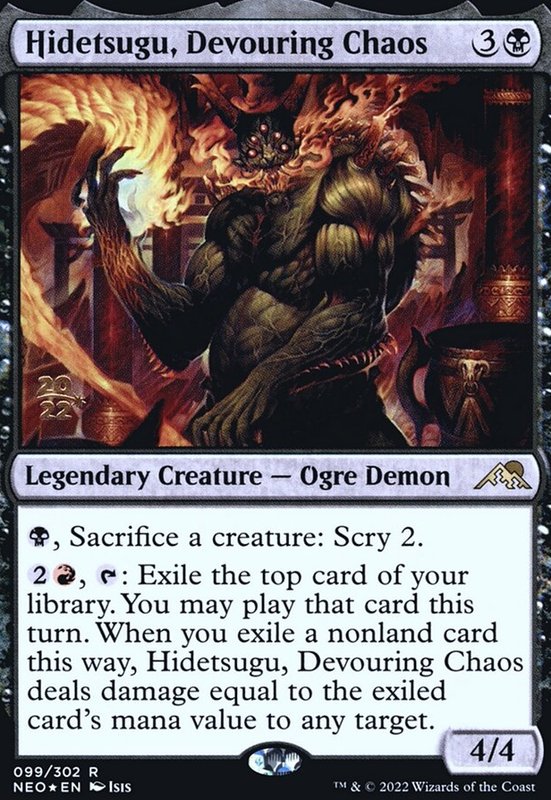 Hidetsugu, Devouring Chaos 3
20
22
Legendary Creature — Ogre Demon
, Sacrifice a creature: Scry 2.
2 , : Exile the top card of your
library. You may play that card this
turn. When you exile a nonland card
this way, Hidetsugu, Devouring Chaos
deals damage equal to the exiled
card's mana value to any target.
4/4
099/302 R
NEO★EN Isis
™ & © 2022 Wizards of the Coast